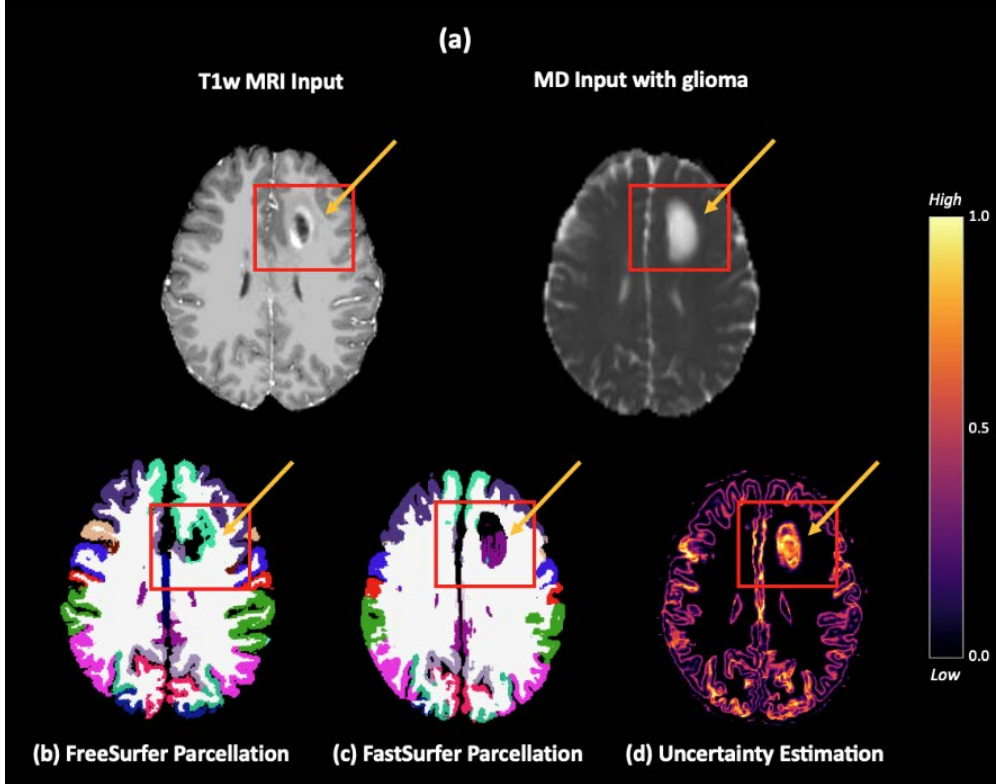 (a)
T1w MRI Input
MD Input with glioma
High
1.0
0.5
0.0
Low
(b) FreeSurfer Parcellation
(c) FastSurfer Parcellation
(d) Uncertainty Estimation